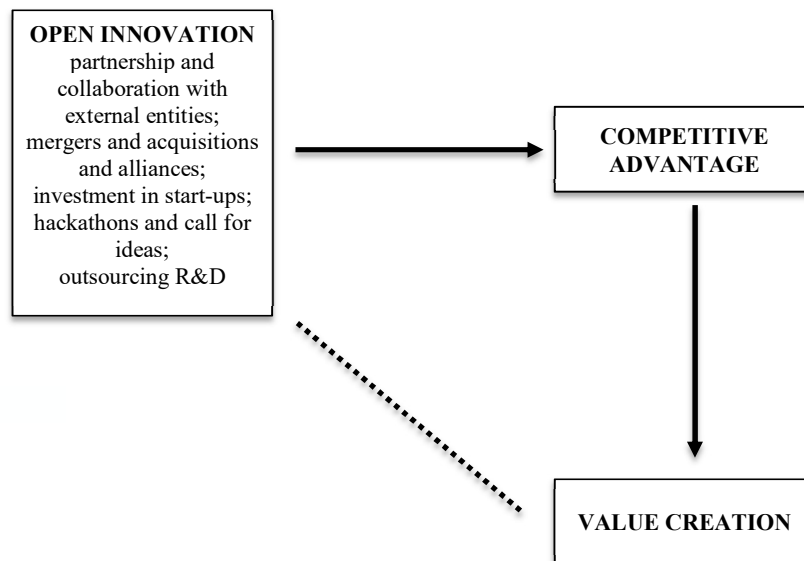 OPEN INNOVATION
partnership and
collaboration with
external entities;
mergers and acquisitions
and alliances;
investment in start-ups;
hackathons and call for
ideas;
outsourcing R&D
COMPETITIVE
ADVANTAGE
VALUE CREATION